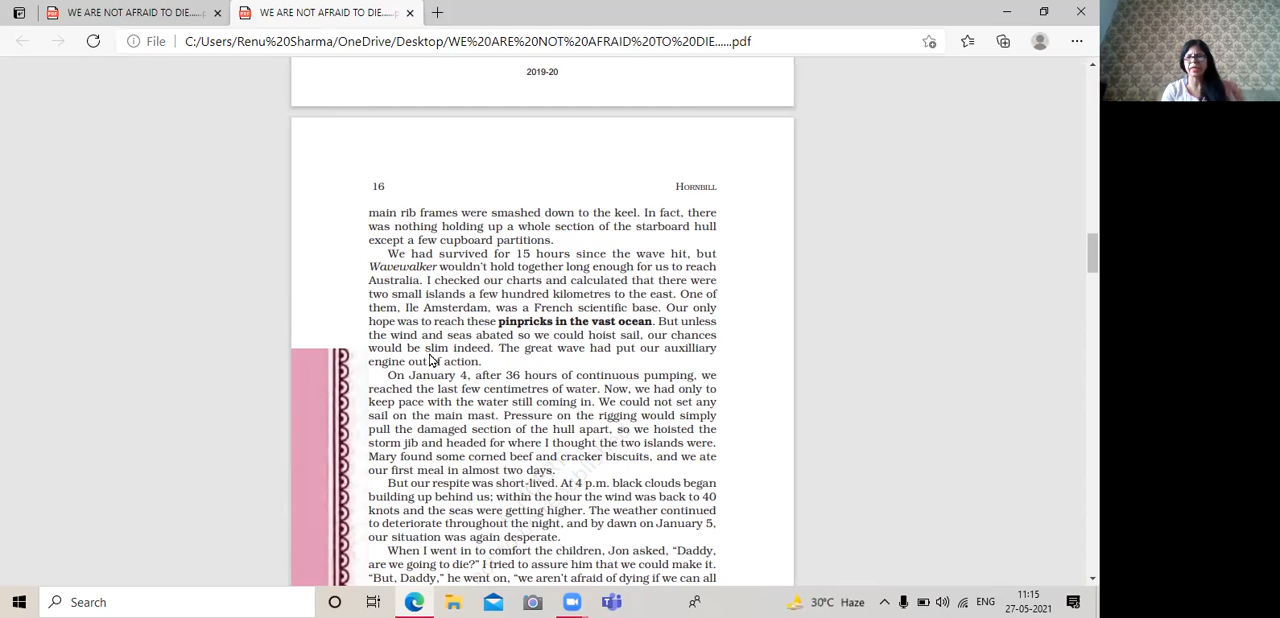 WE ARE NOT AFRAID TO DIE.....p
WE ARE NOT AFRAID TO DIE.....p
File
C:/Users/Renu%20Sharma/OneDrive/Desktop/WE%20ARE%20NOT%20AFRAID%20TO%20DIE......pdf
2019-20
16 HORNBILL
main rib frames were smashed down to the keel. In fact, there
was nothing holding up a whole section of the starboard hull
except a few cupboard partitions.
We had survived for 15 hours since the wave hit, but
Wavewalker wouldn't hold together long enough for us to reach
Australia. I checked our charts and calculated that there were
two small islands a few hundred kilometres to the east. One of
them, Ile Amsterdam, was a French scientific base. Our only
hope was to reach these pinpricks in the vast ocean. But unless
the wind and seas abated so we could hoist sail, our chances
would be slim indeed. The great wave had put our auxilliary
engine out of action.
On January 4, after 36 hours of continuous pumping, we
reached the last few centimetres of water. Now, we had only to
keep pace with the water still coming in. We could not set any
sail on the main mast. Pressure on the rigging would simply
pull the damaged section of the hull apart, so we hoisted the
storm jib and headed for where I thought the two islands were.
Mary found some corned beef and cracker biscuits, and we ate
our first meal in almost two days.
But our respite was short-lived. At 4 p.m. black clouds began
building up behind us; within the hour the wind was back to 40
knots and the seas were getting higher. The weather continued
to deteriorate throughout the night, and by dawn on January 5,
our situation was again desperate.
When I went in to comfort the children, Jon asked, "Daddy,
are we going to die?" I tried to assure him that we could make it.
"But, Daddy," he went on, "we aren't afraid of dying if we can all
Search
30°C Haze
ENG
11:15
27-05-2021